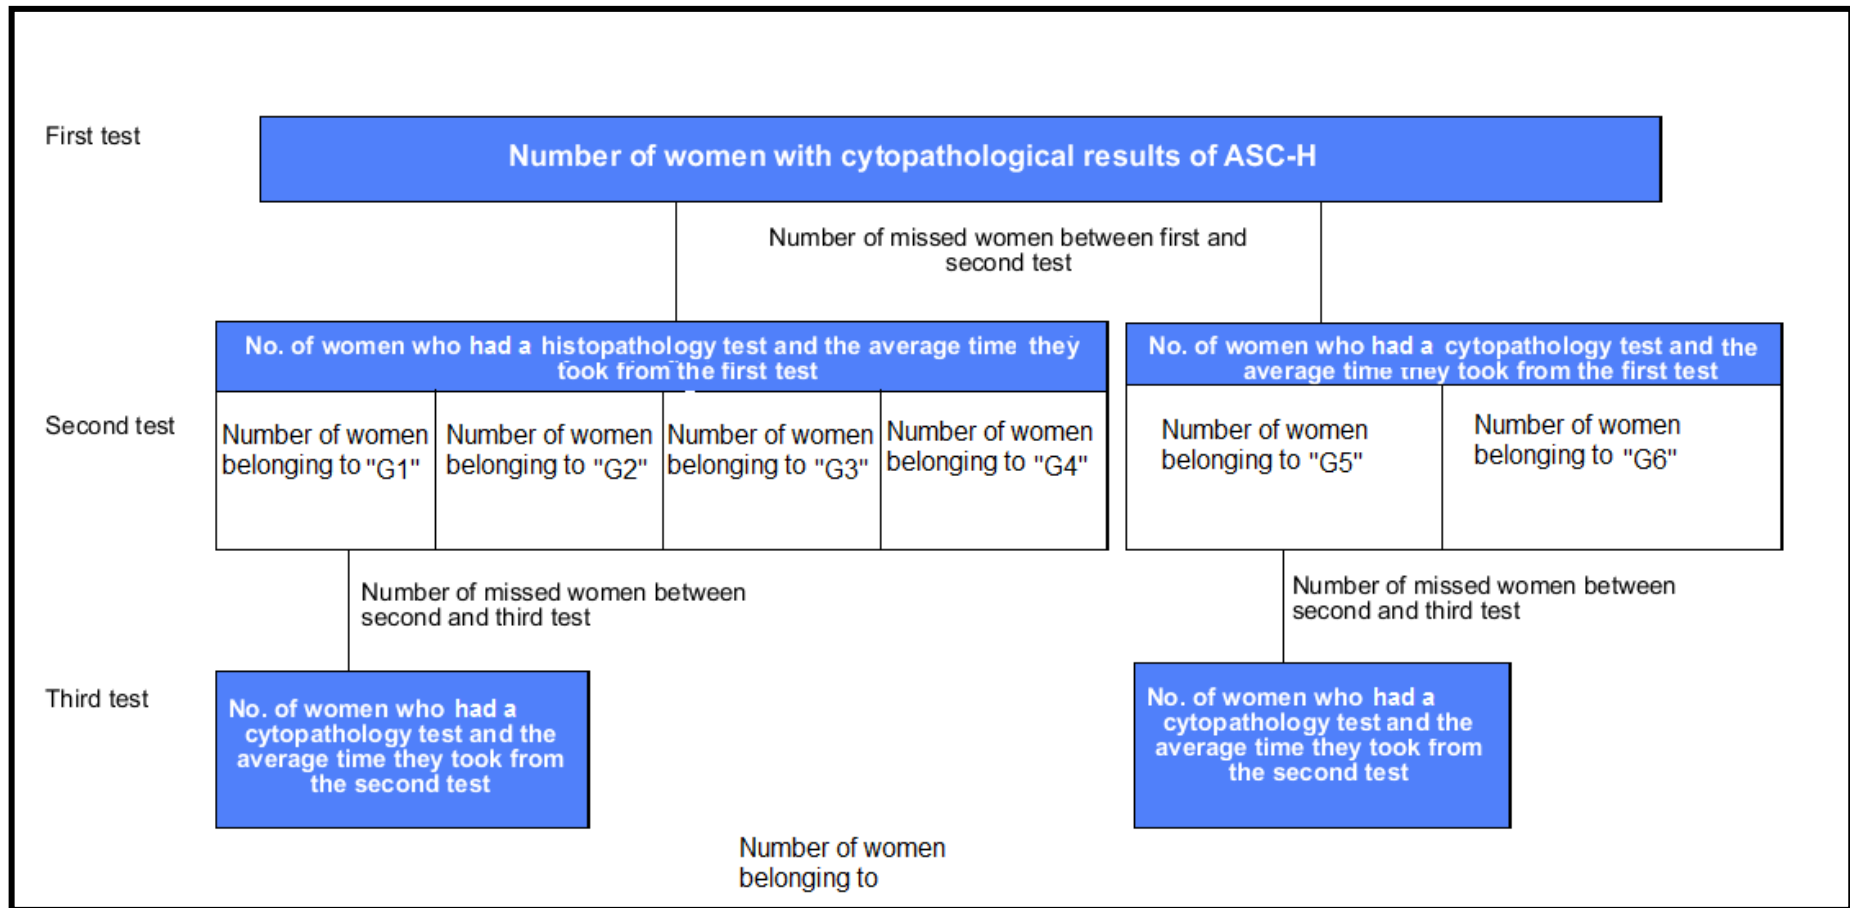 First test
Number of women with cytopathological results of ASC-H
Number of missed women between first and
second test
No. of women who had a histopathology test and the average time they
took from the first test
No. of women who had a cytopathology test and the
average time they took from the first test
Second test
Number of women
belonging to "G1"
Number of women
belonging to "G2"
Number of women
belonging to "G3"
Number of women
belonging to "G4"
Number of women
belonging to "G5"
Number of women
belonging to "G6"
Number of missed women between
second and third test
Number of missed women between
second and third test
Third test
No. of women who had a
cytopathology test and the
average time they took from
the second test
No. of women who had a
cytopathology test and the
average time they took from
the second test
Number of women
belonging to